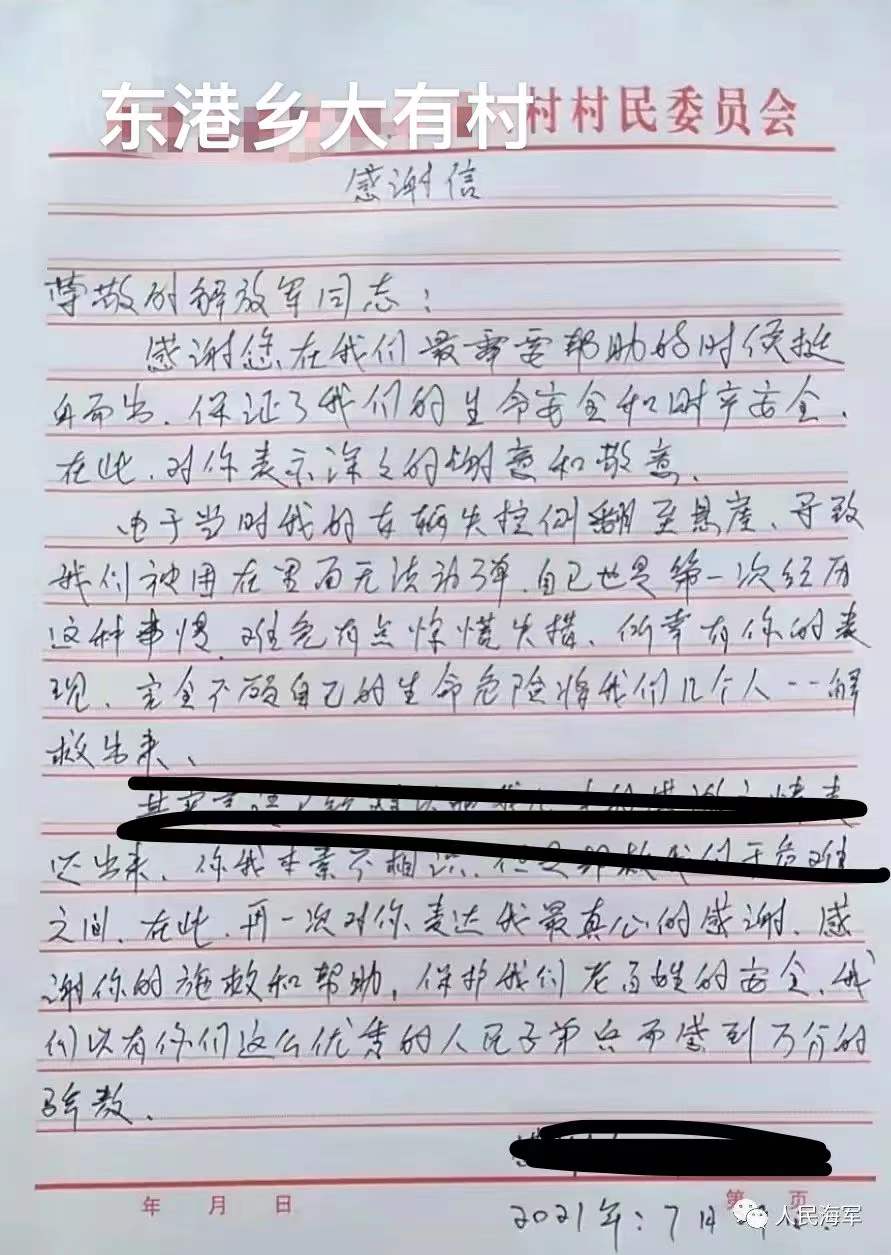 东港乡大有村村村民委员会
感谢信
尊敬的解放军同志：
感谢您在我们最需要帮助的时候挺
身而出、保证了我们的生命安全和财产安全、
在此、对你表示深深的谢意和敬意、
由于当时我的车辆失控侧翻至悬崖、导致
我们被困在里面无法动弹、自己也是第一次经历
这种事情、难免有点惊慌失措、所幸有你的表
现、完全不顾自己的生命危险将我们几个人一一解
救出来、
达出来、你我本素不相识、但
之间、在此、再一次对你表达我最真心的感谢、感
谢你的施救和帮助，保护我们老百姓的安全、我
们以有你们这么优秀的人民子弟兵而感到万分的
骄傲、
年 月 日 第 页
2021年：7月
人民海军